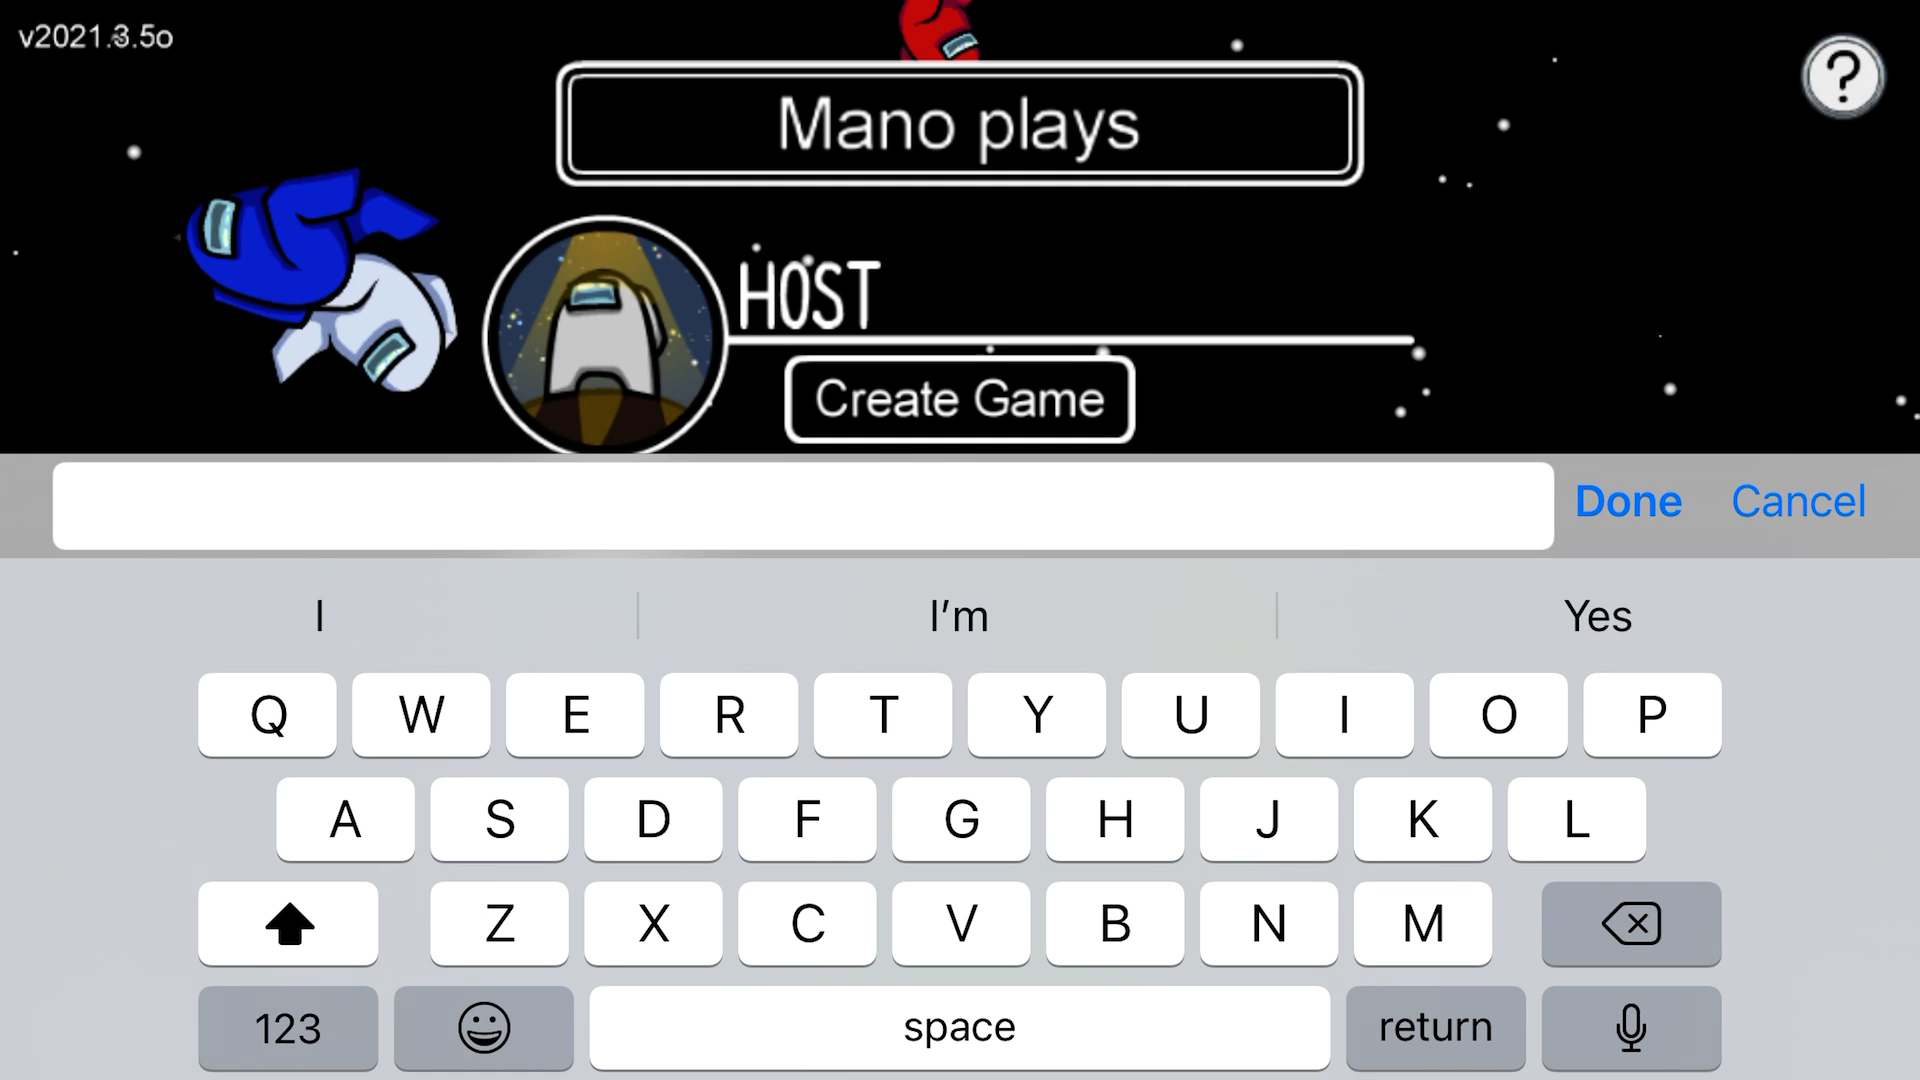 v2021.3.5o
?
Mano plays
HOST
Create Game
Done Cancel
I I’m Yes
Q W E R T Y U I O P
A S D F G H J K L
Z X C V B N M
123 space return